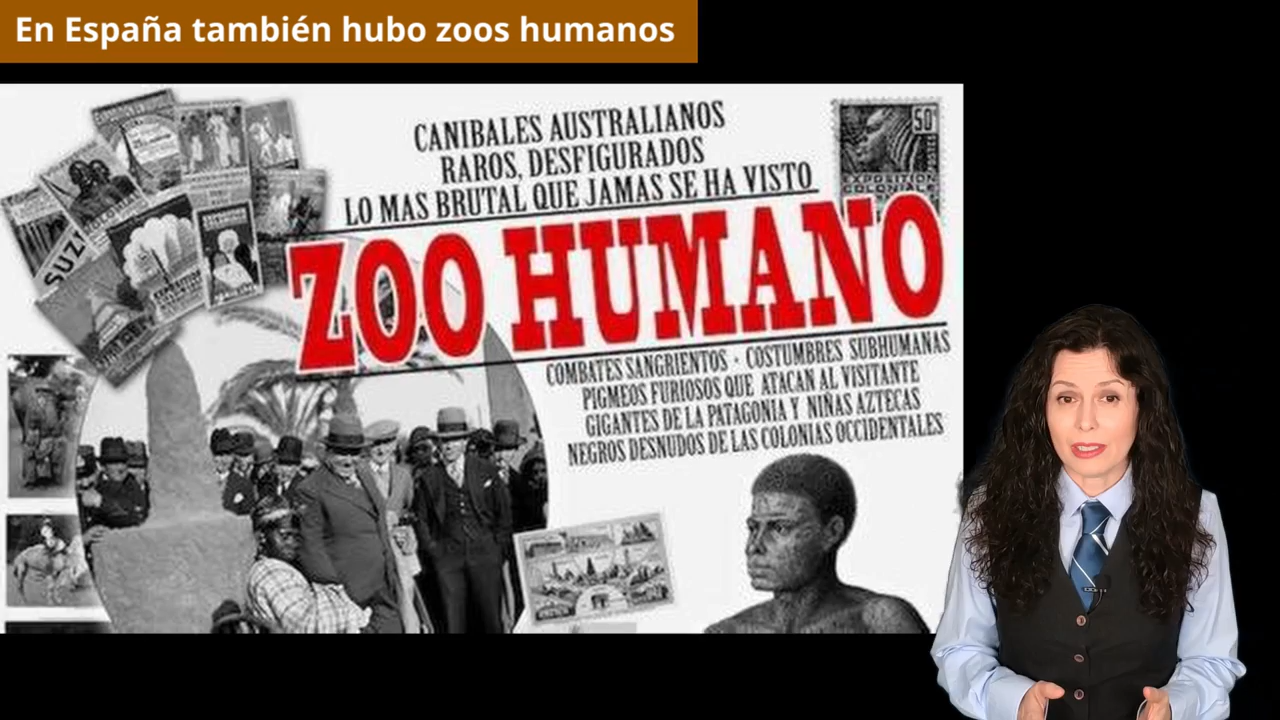 En España también hubo zoos humanos
CANIBALES AUSTRALIANOS
RAROS, DESFIGURADOS
LO MAS BRUTAL QUE JAMAS SE HA VISTO
50
EXPOSITION
COLONIALE
ZOO HUMANO
COMBATES SANGRIENTOS - COSTUMBRES SUBHUMANAS
PIGMEOS FURIOSOS QUE ATACAN AL VISITANTE
GIGANTES DE LA PATAGONIA Y NIÑAS AZTECAS
NEGROS DESNUDOS DE LAS COLONIAS OCCIDENTALES